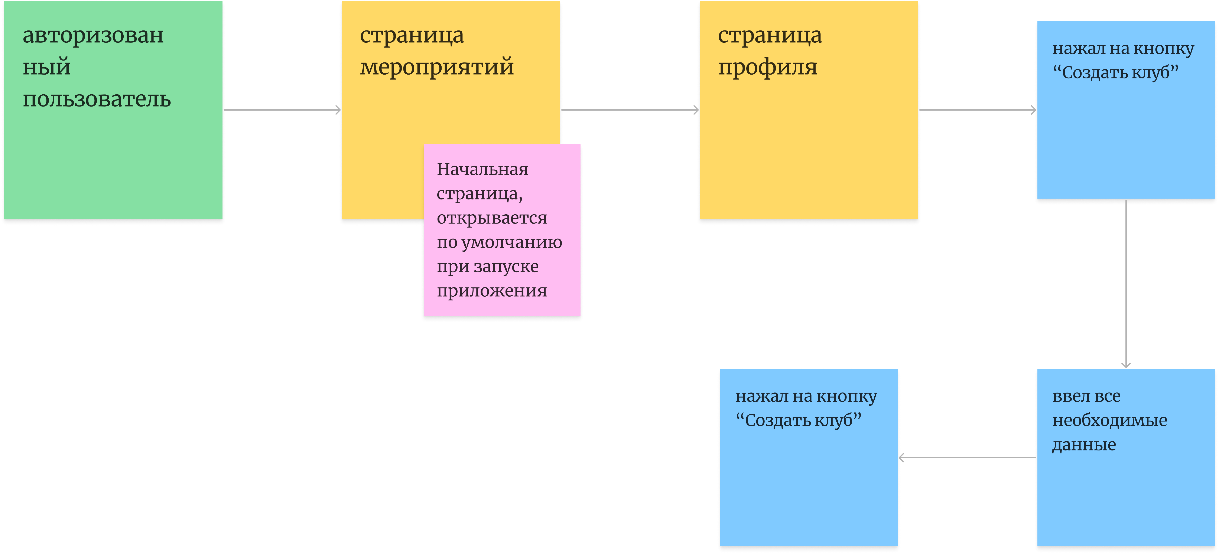 авторизован
ный
пользователь
страница
мероприятий
Начальная
страница,
открывается
по умолчанию
при запуске
приложения
страница
профиля
нажал на кнопку
“Создать клуб”
ввел все
необходимые
данные
нажал на кнопку
“Создать клуб”